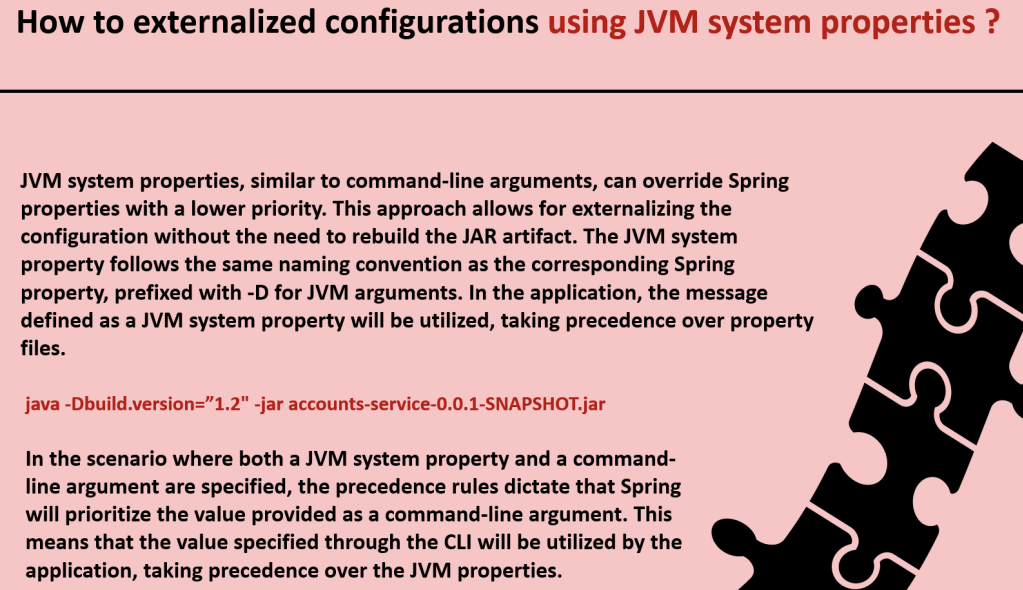 How to externalized configurations using JVM system properties ?
JVM system properties, similar to command-line arguments, can override Spring
properties with a lower priority. This approach allows for externalizing the
configuration without the need to rebuild the JAR artifact. The JVM system
property follows the same naming convention as the corresponding Spring
property, prefixed with -D for JVM arguments. In the application, the message
defined as a JVM system property will be utilized, taking precedence over property
files.
java -Dbuild.version=”1.2" -jar accounts-service-0.0.1-SNAPSHOT.jar
In the scenario where both a JVM system property and a command-
line argument are specified, the precedence rules dictate that Spring
will prioritize the value provided as a command-line argument. This
means that the value specified through the CLI will be utilized by the
application, taking precedence over the JVM properties.